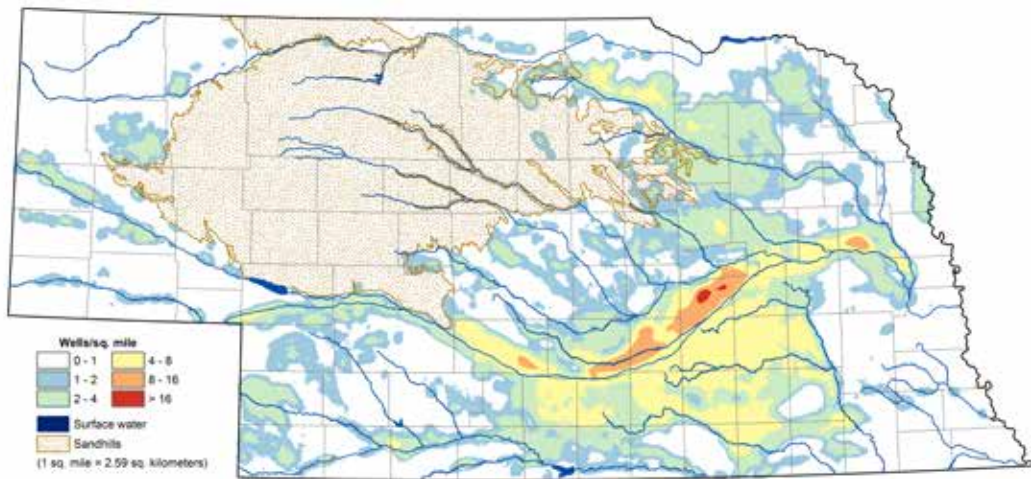 Wells/sq. mile
0 - 1
1 - 2
2 - 4
4 - 8
8 - 16
> 16
Surface water
Sandhills
(1 sq. mile = 2.59 sq. kilometers)